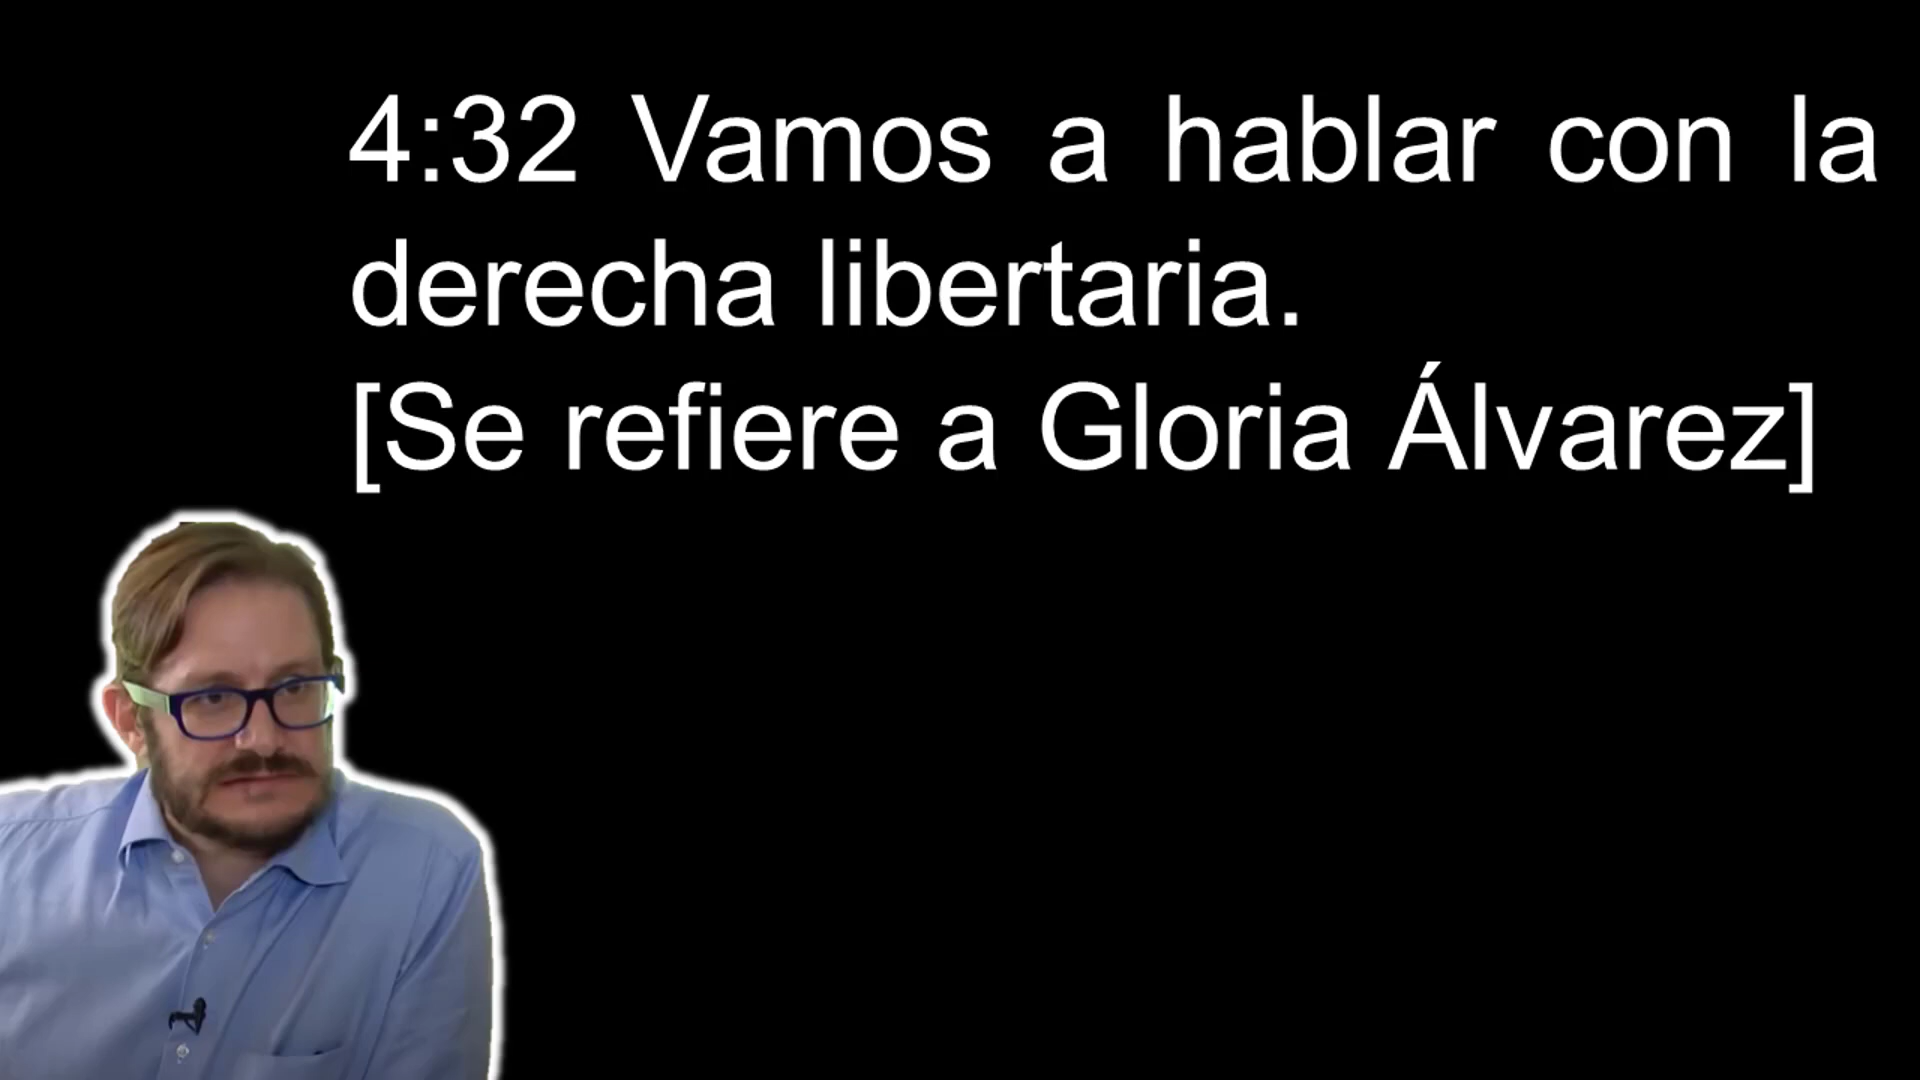 4:32 Vamos a hablar con la
derecha libertaria.
[Se refiere a Gloria Álvarez]